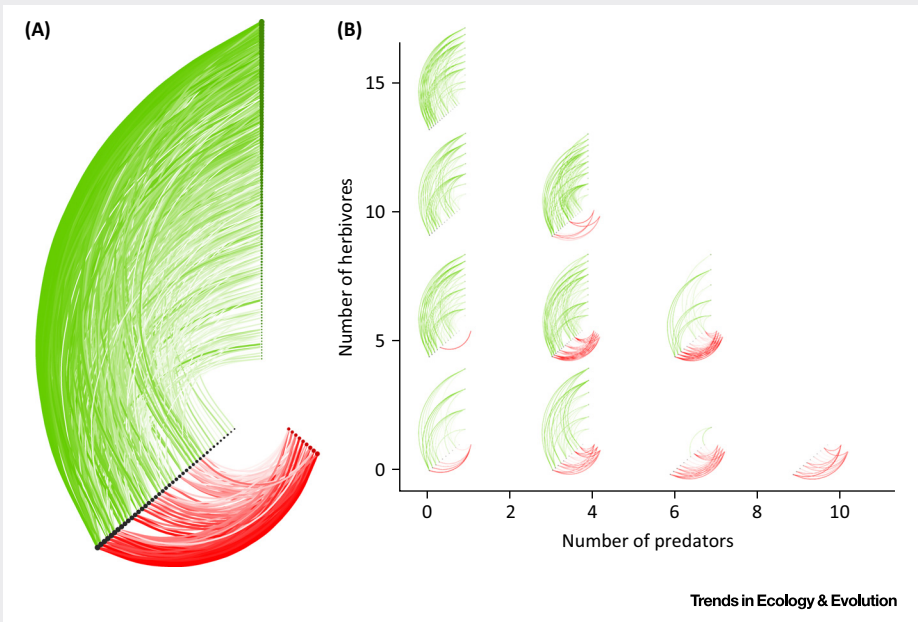 (A)
(B)
15
10
5
0
Number of herbivores
0 2 4 6 8 10
Number of predators
Trends in Ecology & Evolution